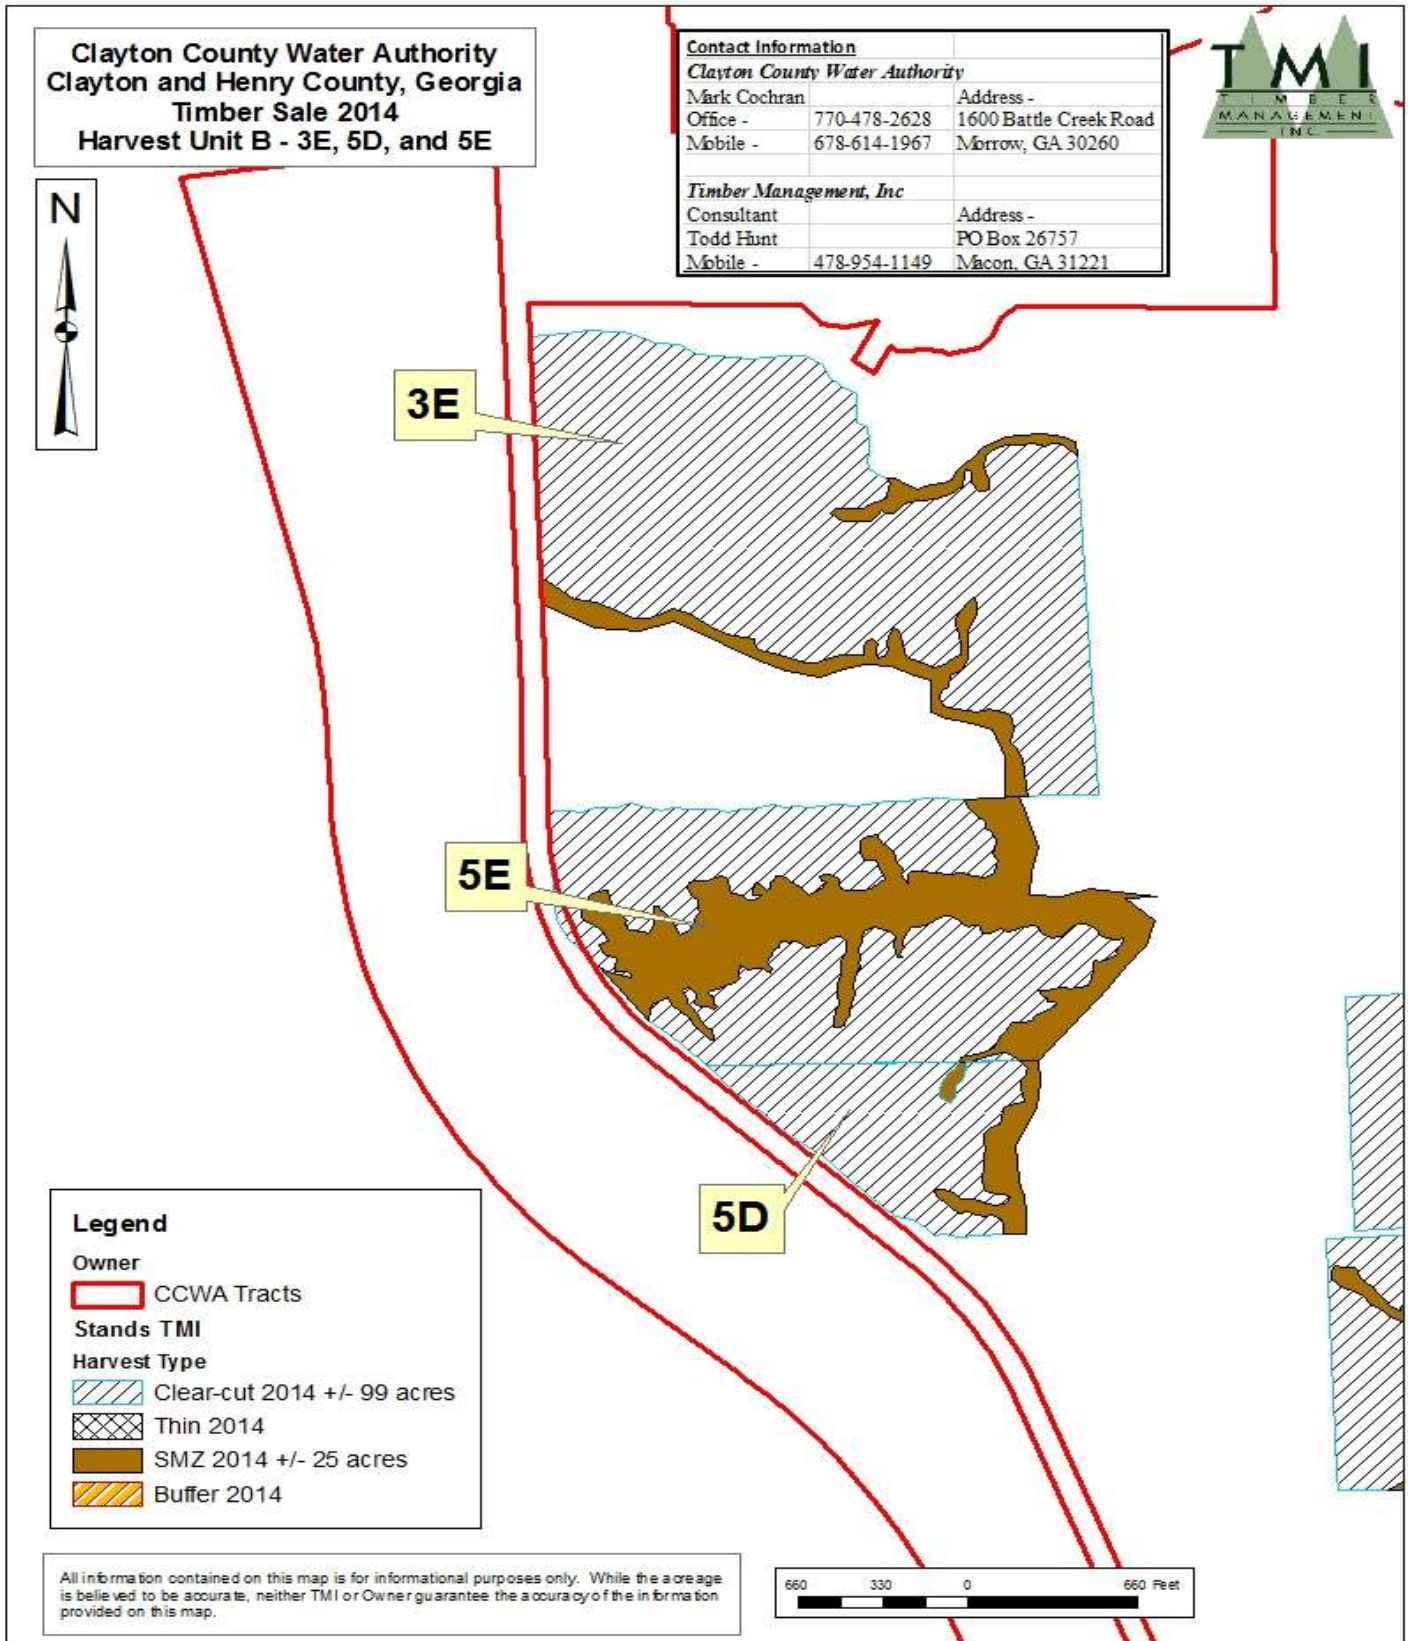 Clayton County Water Authority
Clayton and Henry County, Georgia
Timber Sale 2014
Harvest Unit B - 3E, 5D, and 5E
N
Contact Information
Clayton County Water Authority
Mark Cochran Address -
Office - 770-478-2628 1600 Battle Creek Road
Mobile - 678-614-1967 Morrow, GA 30260
Timber Management, Inc
Consultant Address -
Todd Hunt PO Box 26757
Mobile - 478-954-1149 Macon, GA 31221
TMI
TIMBER
MANAGEMENT
INC
3E
5E
5D
Legend
Owner
CCWA Tracts
Stands TMI
Harvest Type
Clear-cut 2014 +/- 99 acres
Thin 2014
SMZ 2014 +/- 25 acres
Buffer 2014
All information contained on this map is for informational purposes only. While the acreage
is believed to be accurate, neither TMI or Owner guarantee the accuracy of the information
provided on this map.
660 330 0 660 Feet